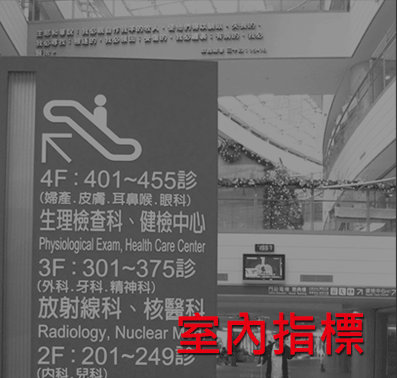 4F：401~455診
(婦產.皮膚.耳鼻喉.眼科)
生理檢查科、健檢中心
Physiological Exam, Health Care Center
3F：301~375診
(外科.牙科.精神科)
放射線科、核醫科
Radiology, Nuclear M
2F：201~249診
(內科.兒科)
室內指標